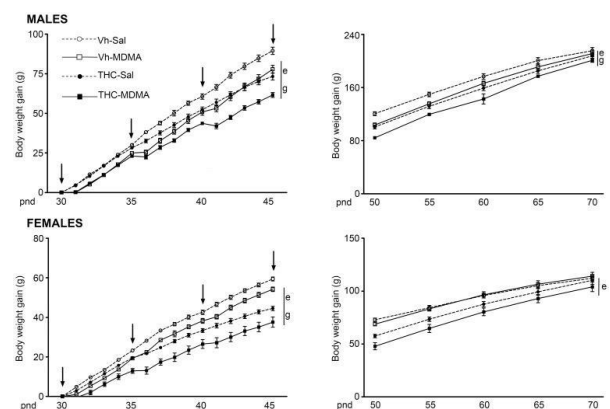 MALES
Vh-Sal
Vh-MDMA
THC-Sal
THC-MDMA
Body weight gain (g)
100
75
50
25
0
pnd 30 35 40 45
e
g
Body weight gain (g)
240
160
80
0
pnd 50 55 60 65 70
e
g
FEMALES
Body weight gain (g)
80
60
40
20
0
pnd 30 35 40 45
e
g
Body weight gain (g)
150
100
50
0
pnd 50 55 60 65 70
e